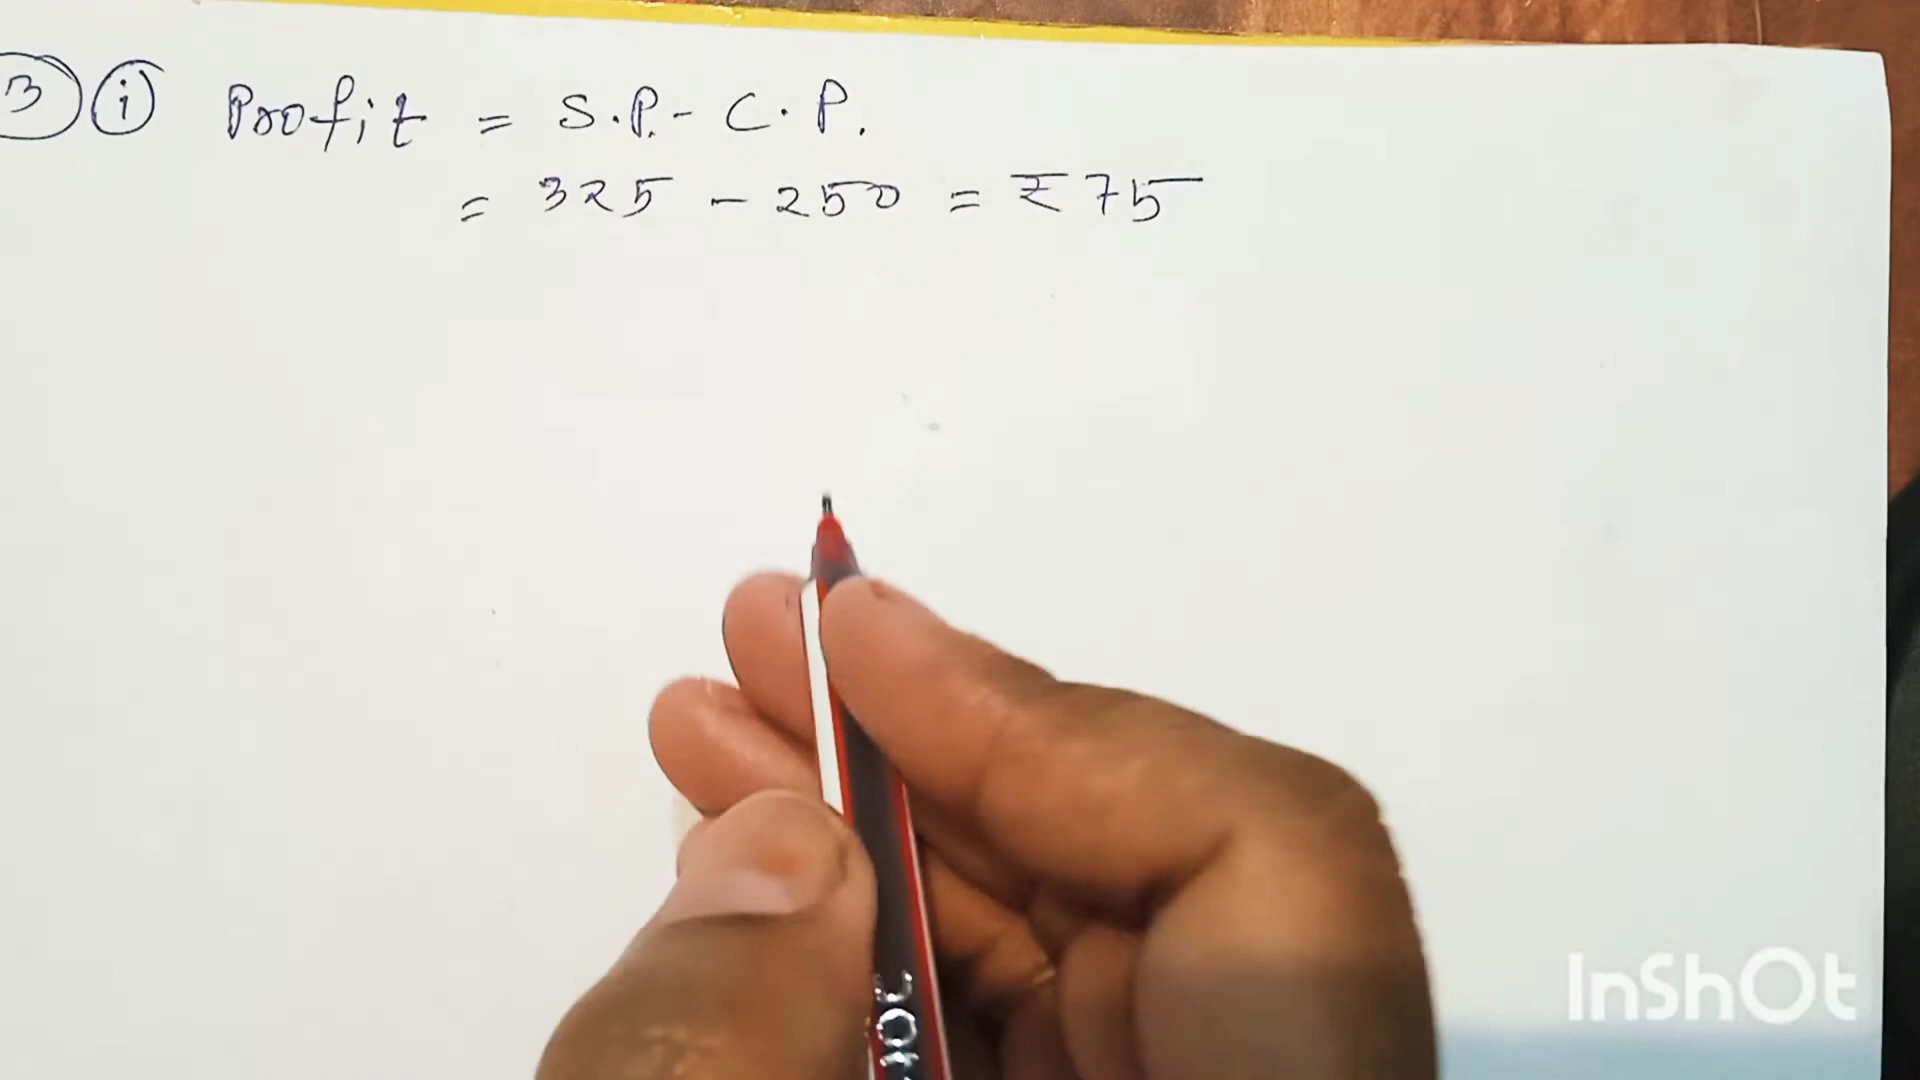 3 i Profit = S.P. - C.P.
= 325 - 250 = ₹75
InShOt